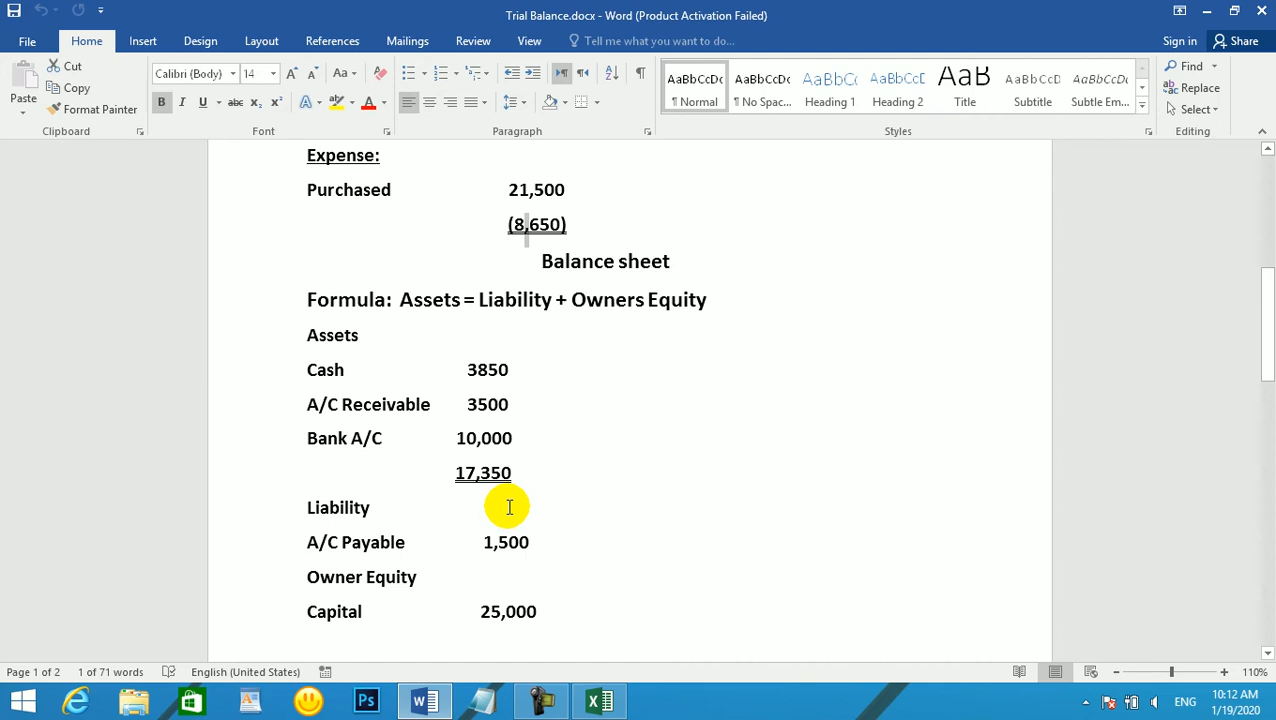 Trial Balance.docx - Word (Product Activation Failed)
File Home Insert Design Layout References Mailings Review View Tell me what you want to do... Sign in Share
Cut
Copy
Format Painter
Paste
Clipboard
Calibri (Body) 14
Font
Paragraph
AaBbCcDc AaBbCcDc AaBbCc AaBbCcD AaB AaBbCcD AaBbCcDc
¶ Normal ¶ No Spac... Heading 1 Heading 2 Title Subtitle Subtle Em...
Styles
Find
Replace
Select
Editing
Expense:
Purchased 21,500
(8,650)
Balance sheet
Formula: Assets = Liability + Owners Equity
Assets
Cash 3850
A/C Receivable 3500
Bank A/C 10,000
17,350
Liability
A/C Payable 1,500
Owner Equity
Capital 25,000
Page 1 of 2 1 of 71 words English (United States) 110%
ENG
10:12 AM
1/19/2020